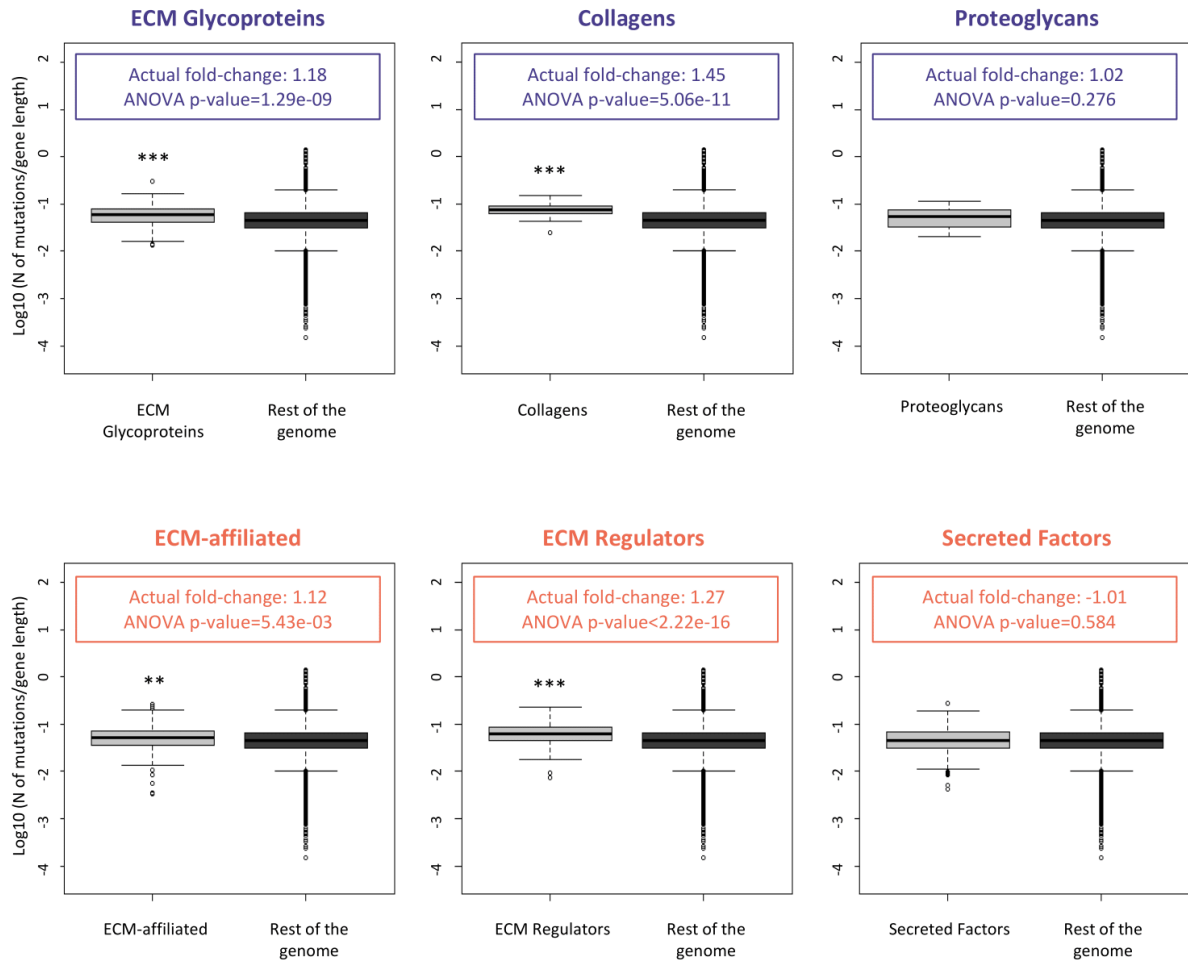 ECM Glycoproteins
Collagens
Proteoglycans
Actual fold-change: 1.18
ANOVA p-value=1.29e-09
Actual fold-change: 1.45
ANOVA p-value=5.06e-11
Actual fold-change: 1.02
ANOVA p-value=0.276
Log10 (N of mutations/gene length)
2
1
0
-1
-2
-3
-4
***
2
1
0
-1
-2
-3
-4
***
2
1
0
-1
-2
-3
-4
ECM
Glycoproteins
Rest of the
genome
Collagens
Rest of the
genome
Proteoglycans
Rest of the
genome
ECM-affiliated
ECM Regulators
Secreted Factors
Actual fold-change: 1.12
ANOVA p-value=5.43e-03
Actual fold-change: 1.27
ANOVA p-value<2.22e-16
Actual fold-change: -1.01
ANOVA p-value=0.584
Log10 (N of mutations/gene length)
2
1
0
-1
-2
-3
-4
**
2
1
0
-1
-2
-3
-4
***
2
1
0
-1
-2
-3
-4
ECM-affiliated
Rest of the
genome
ECM Regulators
Rest of the
genome
Secreted Factors
Rest of the
genome